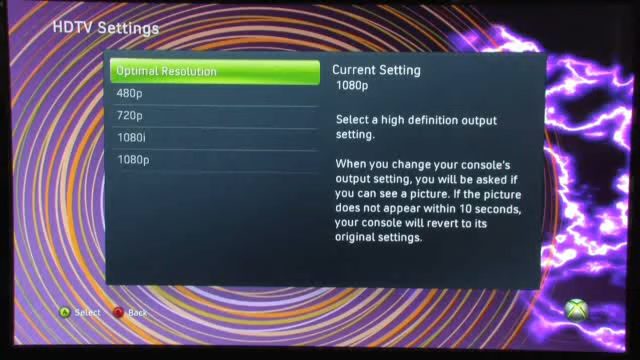 HDTV Settings
Optimal Resolution
480p
720p
1080i
1080p
Current Setting
1080p
Select a high definition output
setting.
When you change your console's
output setting, you will be asked if
you can see a picture. If the picture
does not appear within 10 seconds,
your console will revert to its
original settings.
A Select
B Back